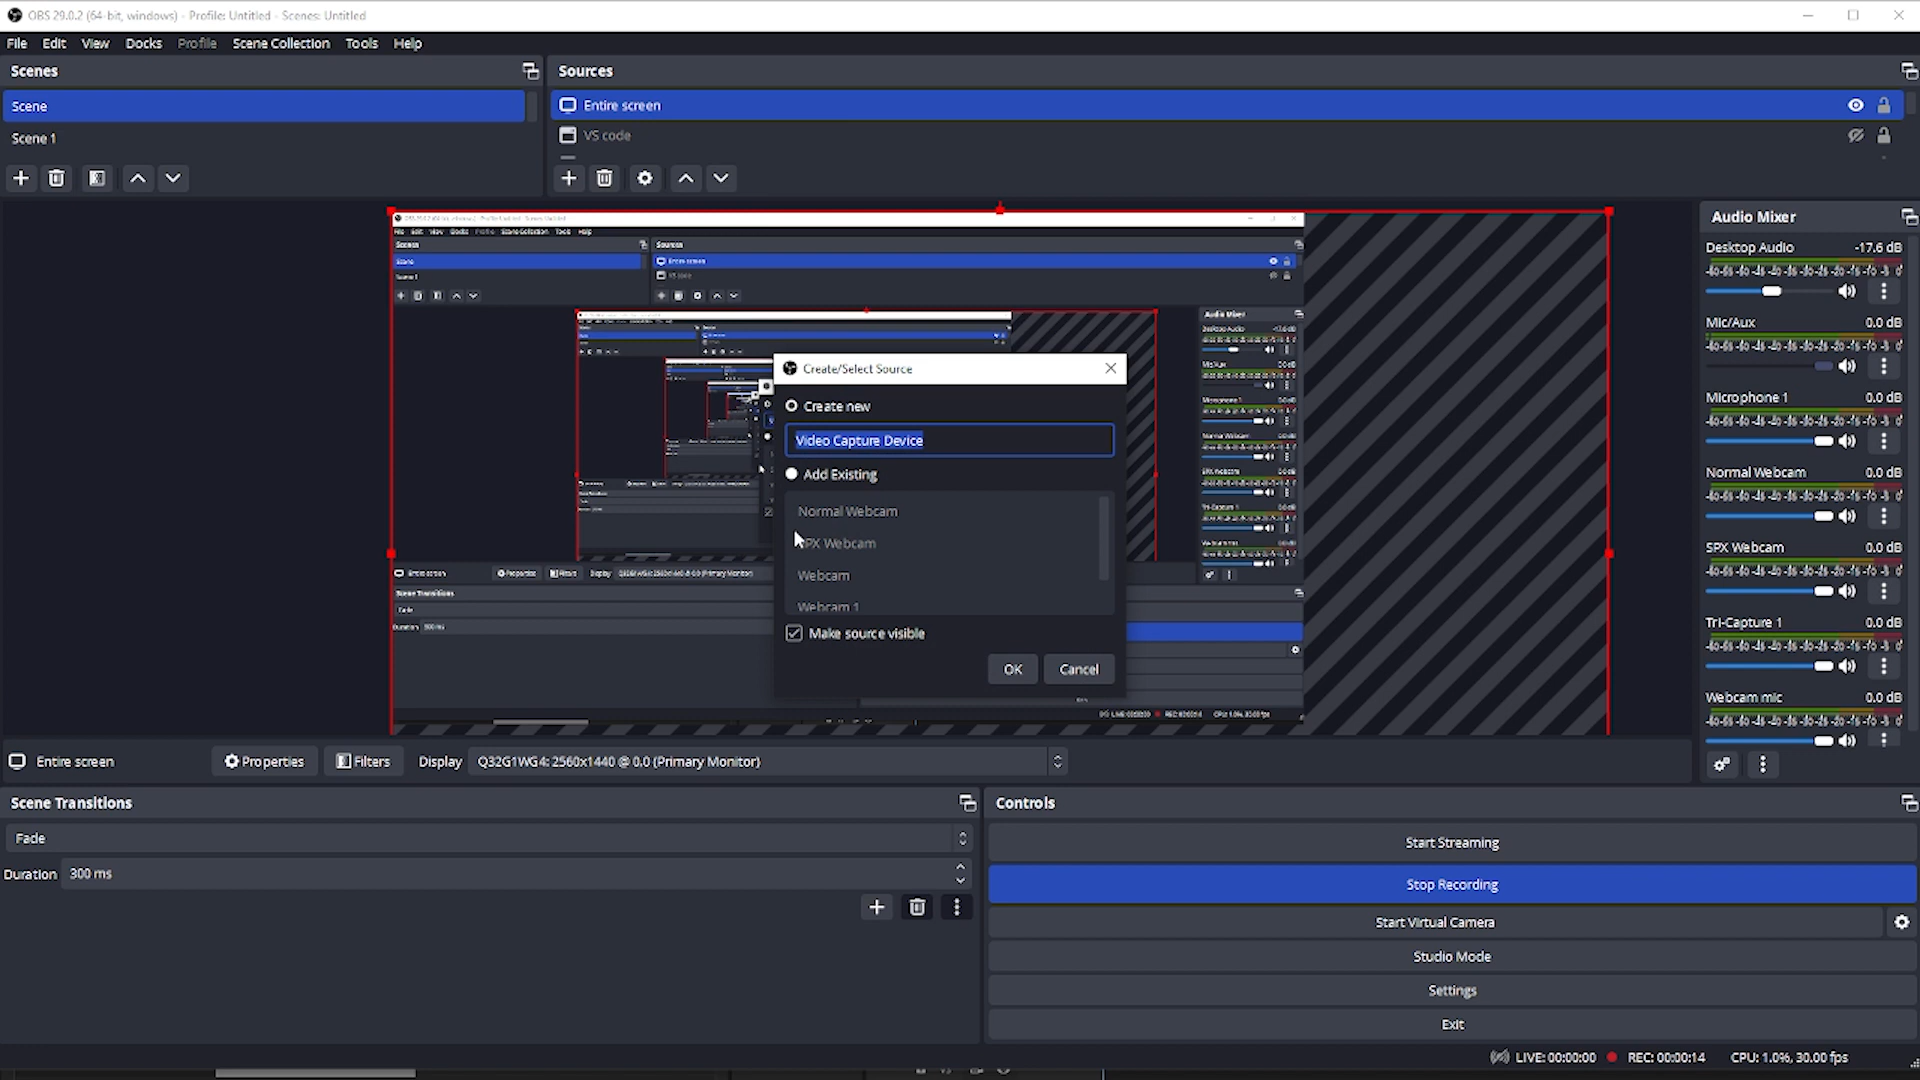 OBS 29.0.2 (64-bit, windows) - Profile: Untitled - Scenes: Untitled
File Edit View Docks Profile Scene Collection Tools Help
Scenes
Sources
Scene
Entire screen
Scene 1
VS code
Audio Mixer
Desktop Audio -17.6 dB
Mic/Aux 0.0 dB
Microphone 1 0.0 dB
Normal Webcam 0.0 dB
SPX Webcam 0.0 dB
Tri-Capture 1 0.0 dB
Webcam mic 0.0 dB
Create/Select Source
Create new
Video Capture Device
Add Existing
Normal Webcam
PX Webcam
Webcam
Webcam 1
Make source visible
OK Cancel
Entire screen Properties Filters Display Q32G1WG4: 2560x1440 @ 0,0 (Primary Monitor)
Scene Transitions
Fade
Duration 300 ms
Controls
Start Streaming
Stop Recording
Start Virtual Camera
Studio Mode
Settings
Exit
LIVE: 00:00:00 REC: 00:00:14 CPU: 1.0%, 30.00 fps